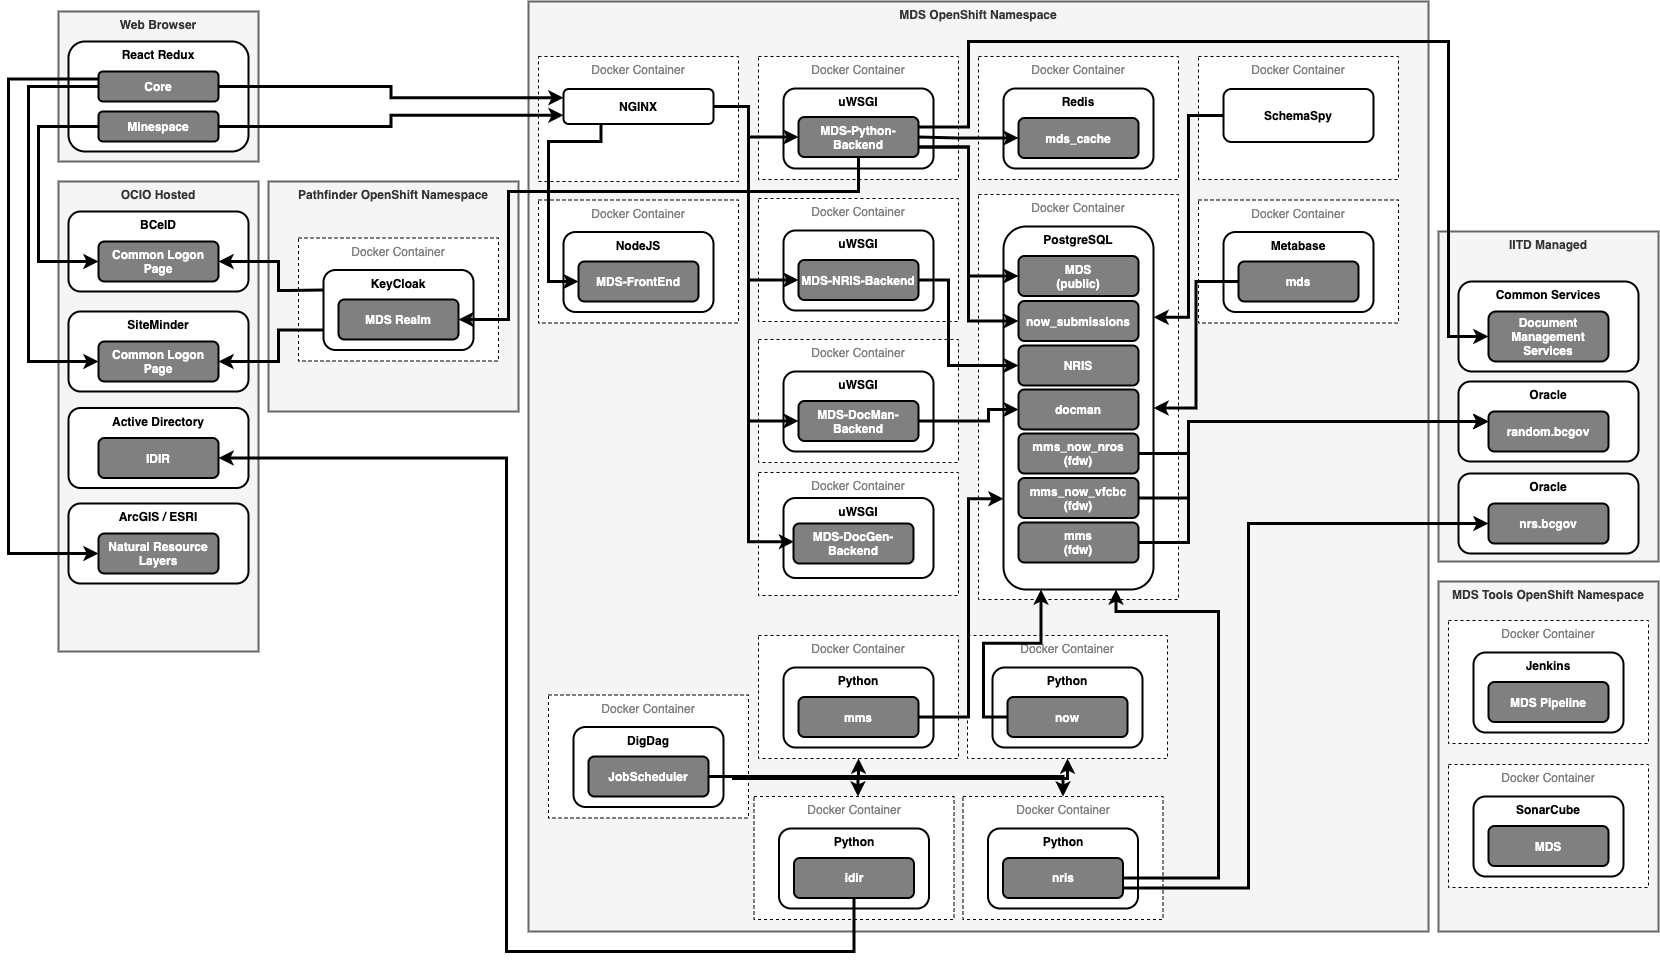 Web Browser
React Redux
Core
Minespace
OCIO Hosted
BCeID
Common Logon
Page
SiteMinder
Common Logon
Page
Active Directory
IDIR
ArcGIS / ESRI
Natural Resource
Layers
Pathfinder OpenShift Namespace
Docker Container
KeyCloak
MDS Realm
MDS OpenShift Namespace
Docker Container
NGINX
Docker Container
NodeJS
MDS-FrontEnd
Docker Container
uWSGI
MDS-Python-
Backend
Docker Container
uWSGI
MDS-NRIS-Backend
Docker Container
uWSGI
MDS-DocMan-
Backend
Docker Container
uWSGI
MDS-DocGen-
Backend
Docker Container
Redis
mds_cache
Docker Container
PostgreSQL
MDS
(public)
now_submissions
NRIS
docman
mms_now_nros
(fdw)
mms_now_vfcbc
(fdw)
mms
(fdw)
Docker Container
SchemaSpy
Docker Container
Metabase
mds
Docker Container
DigDag
JobScheduler
Docker Container
Python
mms
Docker Container
Python
now
Docker Container
Python
idir
Docker Container
Python
nris
IITD Managed
Common Services
Document
Management
Services
Oracle
random.bcgov
Oracle
nrs.bcgov
MDS Tools OpenShift Namespace
Docker Container
Jenkins
MDS Pipeline
Docker Container
SonarCube
MDS